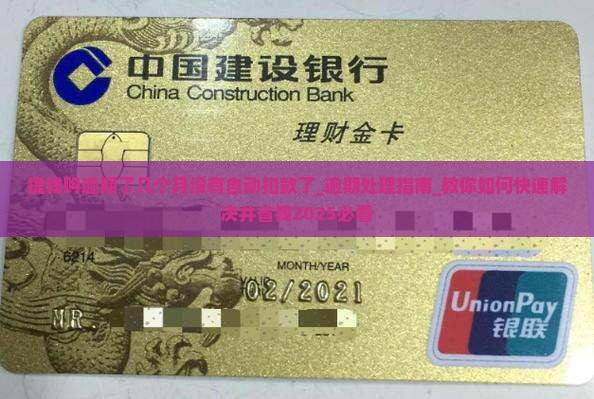 中国建设银行
China Construction Bank
理财金卡
逾期了几个月没有自动扣款了_逾期处理指南_教你如何快速解
决并查询2025必看
6214
MONTH/YEAR
02/2021
MR.
UnionPay
银联